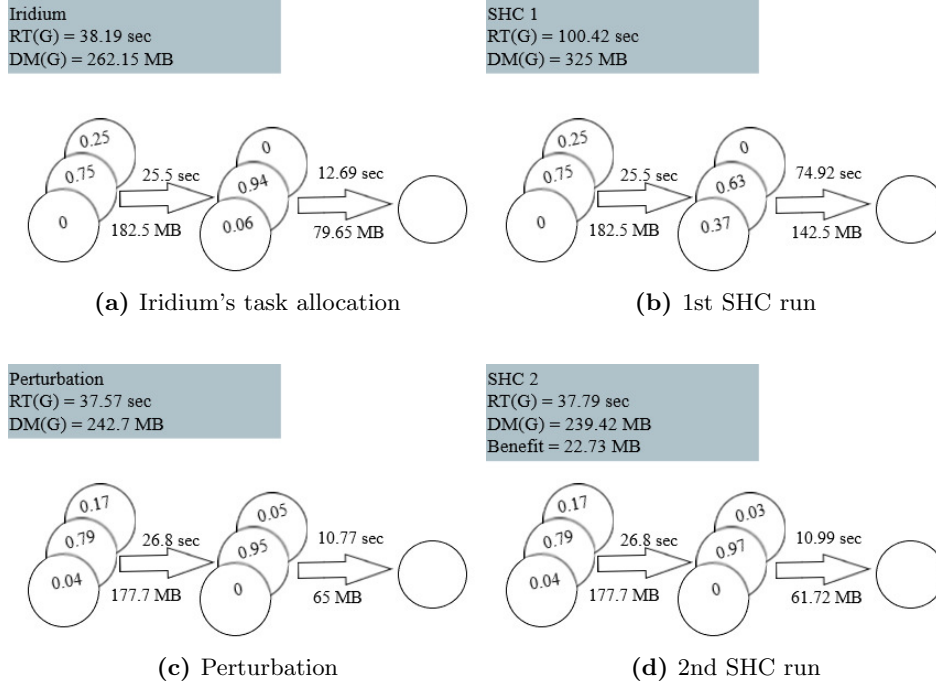 Iridium
RT(G) = 38.19 sec
DM(G) = 262.15 MB
0.25
0.75
0
25.5 sec
182.5 MB
0
0.94
0.06
12.69 sec
79.65 MB
(a) Iridium's task allocation
SHC 1
RT(G) = 100.42 sec
DM(G) = 325 MB
0.25
0.75
0
25.5 sec
182.5 MB
0
0.63
0.37
74.92 sec
142.5 MB
(b) 1st SHC run
Perturbation
RT(G) = 37.57 sec
DM(G) = 242.7 MB
0.17
0.79
0.04
26.8 sec
177.7 MB
0.05
0.95
0
10.77 sec
65 MB
(c) Perturbation
SHC 2
RT(G) = 37.79 sec
DM(G) = 239.42 MB
Benefit = 22.73 MB
0.17
0.79
0.04
26.8 sec
177.7 MB
0.03
0.97
0
10.99 sec
61.72 MB
(d) 2nd SHC run